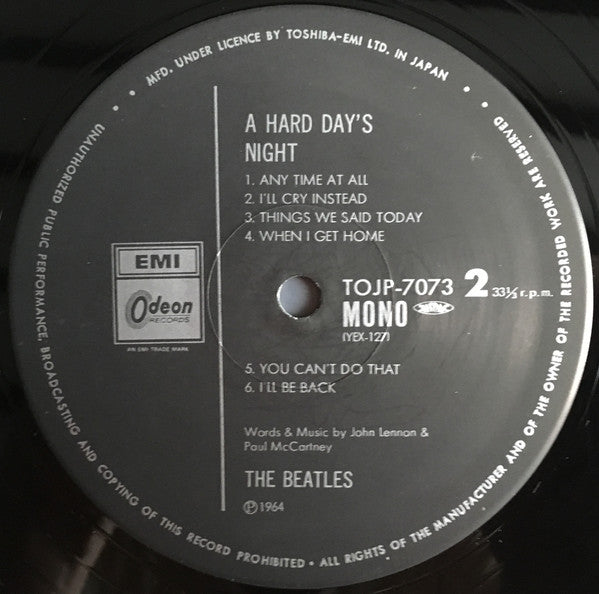 MFD. UNDER LICENCE BY TOSHIBA-EMI LTD. IN JAPAN
UNAUTHORIZED PUBLIC PERFORMANCE, BROADCASTING AND COPYING OF THIS RECORD PROHIBITED • ALL RIGHTS OF THE MANUFACTURER AND OF THE OWNER OF THE RECORDED WORK ARE RESERVED
A HARD DAY'S
NIGHT
1. ANY TIME AT ALL
2. I'LL CRY INSTEAD
3. THINGS WE SAID TODAY
4. WHEN I GET HOME
EMI
Odeon
RECORDS
AN EMI TRADE MARK
TOJP-7073 2 33⅓ r.p.m.
MONO
(YEX-127)
5. YOU CAN'T DO THAT
6. I'LL BE BACK
Words & Music by John Lennon &
Paul McCartney
THE BEATLES
℗1964